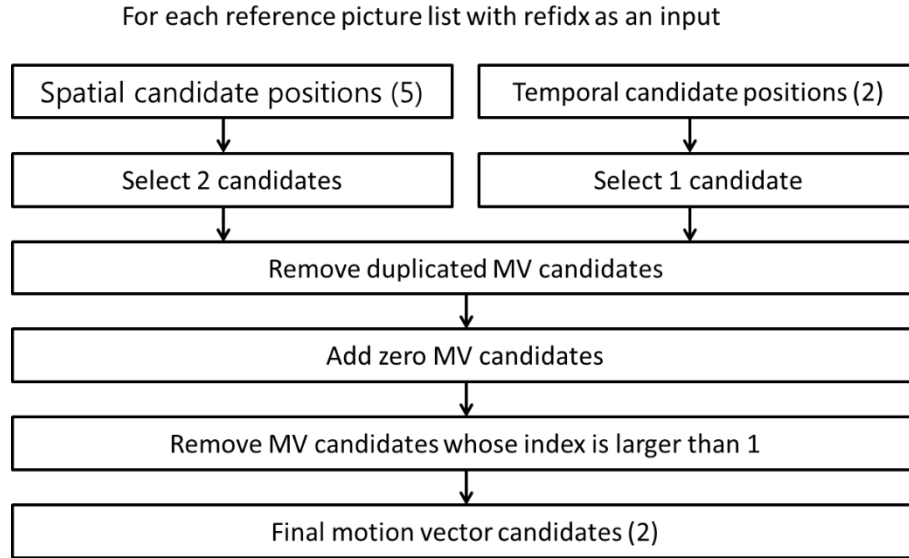 For each reference picture list with refidx as an input
Spatial candidate positions (5)
Temporal candidate positions (2)
Select 2 candidates
Select 1 candidate
Remove duplicated MV candidates
Add zero MV candidates
Remove MV candidates whose index is larger than 1
Final motion vector candidates (2)